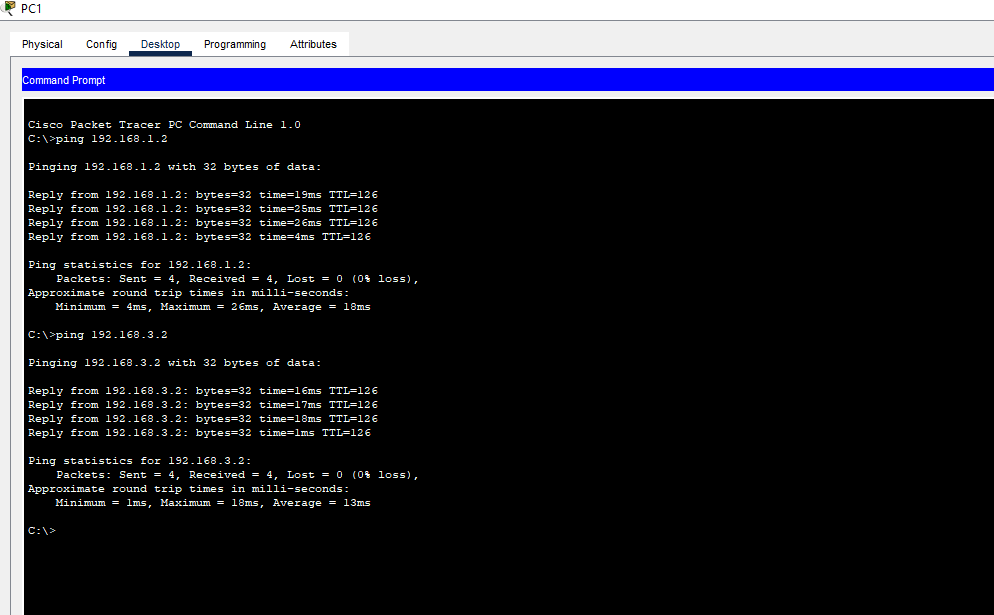 PC1
Physical Config Desktop Programming Attributes
Command Prompt
Cisco Packet Tracer PC Command Line 1.0
C:\>ping 192.168.1.2
Pinging 192.168.1.2 with 32 bytes of data:
Reply from 192.168.1.2: bytes=32 time=19ms TTL=126
Reply from 192.168.1.2: bytes=32 time=25ms TTL=126
Reply from 192.168.1.2: bytes=32 time=26ms TTL=126
Reply from 192.168.1.2: bytes=32 time=4ms TTL=126
Ping statistics for 192.168.1.2:
Packets: Sent = 4, Received = 4, Lost = 0 (0% loss),
Approximate round trip times in milli-seconds:
Minimum = 4ms, Maximum = 26ms, Average = 18ms
C:\>ping 192.168.3.2
Pinging 192.168.3.2 with 32 bytes of data:
Reply from 192.168.3.2: bytes=32 time=16ms TTL=126
Reply from 192.168.3.2: bytes=32 time=17ms TTL=126
Reply from 192.168.3.2: bytes=32 time=18ms TTL=126
Reply from 192.168.3.2: bytes=32 time=1ms TTL=126
Ping statistics for 192.168.3.2:
Packets: Sent = 4, Received = 4, Lost = 0 (0% loss),
Approximate round trip times in milli-seconds:
Minimum = 1ms, Maximum = 18ms, Average = 13ms
C:\>